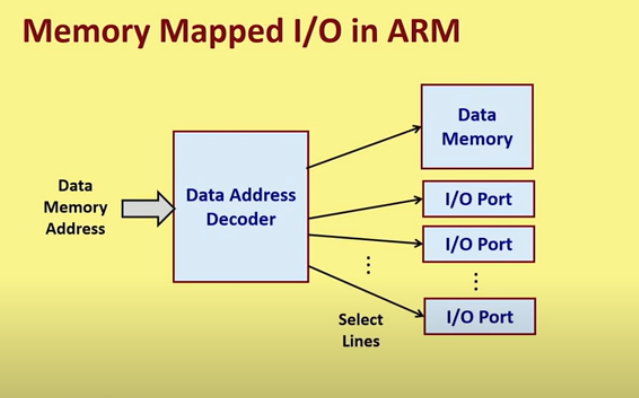 Memory Mapped I/O in ARM
Data
Memory
Address
Data Address
Decoder
Data
Memory
I/O Port
I/O Port
I/O Port
Select
Lines